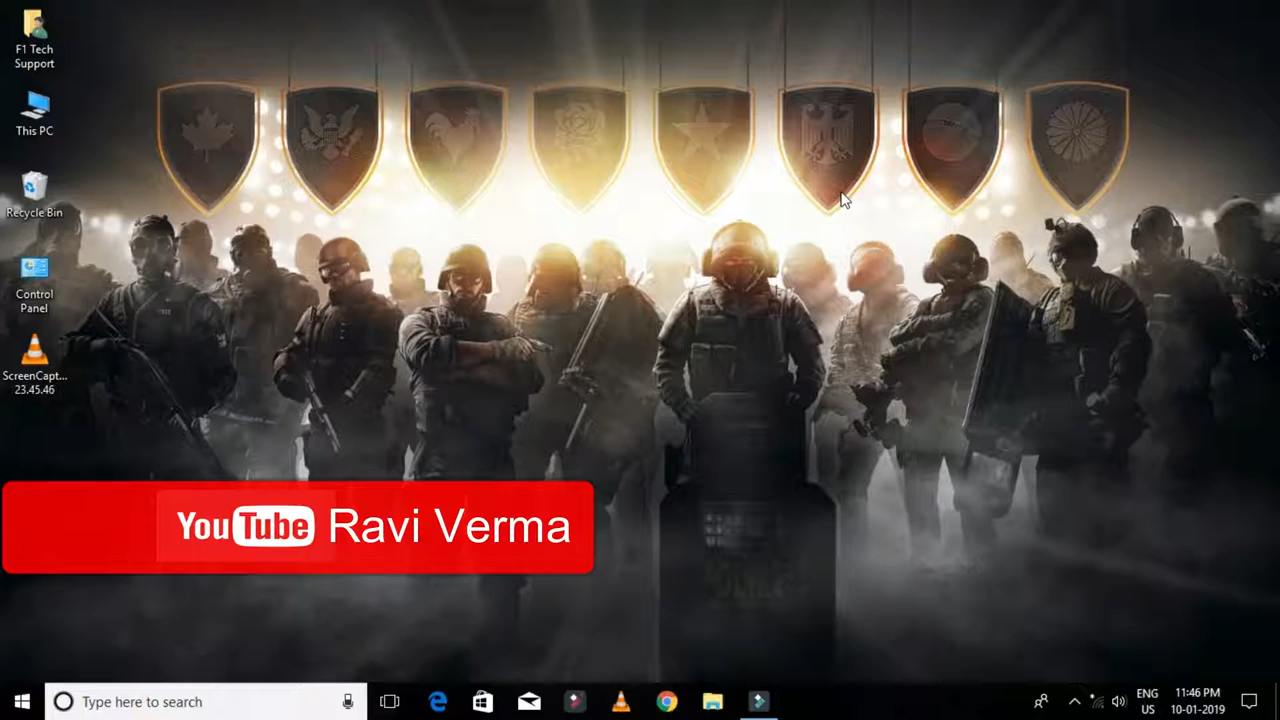 F1 Tech
Support
This PC
Recycle Bin
Control
Panel
ScreenCapt...
23.45.46
YouTube Ravi Verma
Type here to search
ENG
US
11:46 PM
10-01-2019